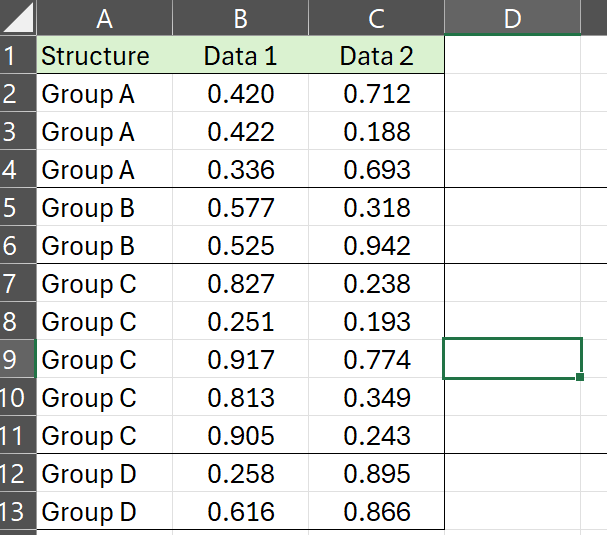 A B C D
1 Structure Data 1 Data 2
2 Group A 0.420 0.712
3 Group A 0.422 0.188
4 Group A 0.336 0.693
5 Group B 0.577 0.318
6 Group B 0.525 0.942
7 Group C 0.827 0.238
8 Group C 0.251 0.193
9 Group C 0.917 0.774
10 Group C 0.813 0.349
11 Group C 0.905 0.243
12 Group D 0.258 0.895
13 Group D 0.616 0.866